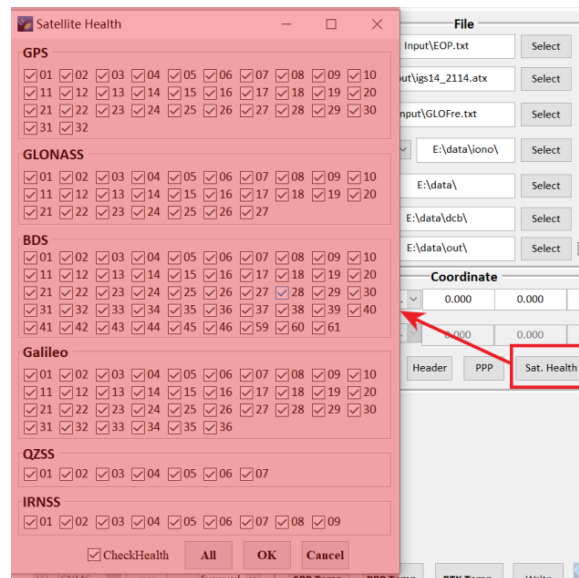 Satellite Health
GPS
01 02 03 04 05 06 07 08 09 10
11 12 13 14 15 16 17 18 19 20
21 22 23 24 25 26 27 28 29 30
31 32
GLONASS
01 02 03 04 05 06 07 08 09 10
11 12 13 14 15 16 17 18 19 20
21 22 23 24 25 26 27
BDS
01 02 03 04 05 06 07 08 09 10
11 12 13 14 15 16 17 18 19 20
21 22 23 24 25 26 27 28 29 30
31 32 33 34 35 36 37 38 39 40
41 42 43 44 45 46 59 60 61
Galileo
01 02 03 04 05 06 07 08 09 10
11 12 13 14 15 16 17 18 19 20
21 22 23 24 25 26 27 28 29 30
31 32 33 34 35 36
QZSS
01 02 03 04 05 06 07
IRNSS
01 02 03 04 05 06 07 08 09
CheckHealth All OK Cancel
File
Input\EOP.txt Select
ut\igs14_2114.atx Select
nput\GLOFre.txt Select
E:\data\iono\ Select
E:\data\ Select
E:\data\dcb\ Select
E:\data\out\ Select
Coordinate
0.000 0.000
0.000 0.000
Header PPP Sat. Health